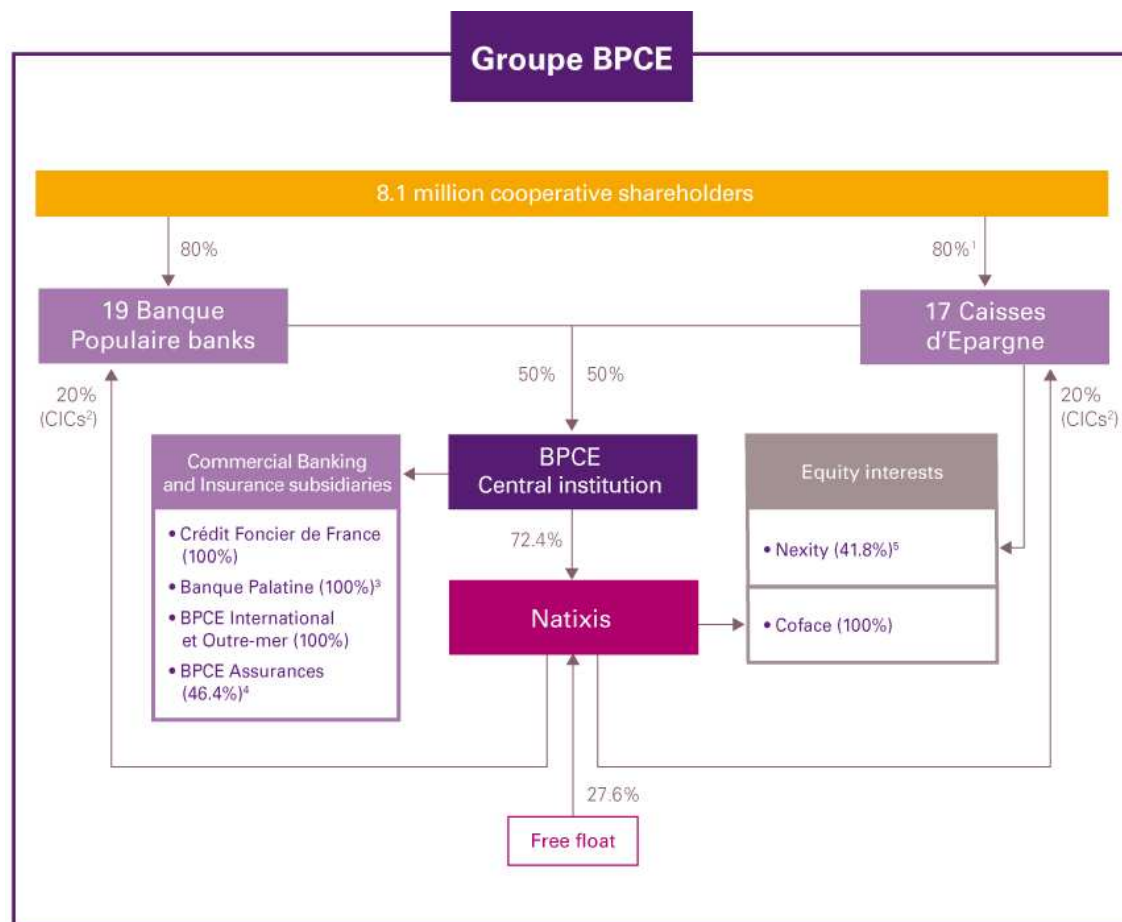 Groupe BPCE
8.1 million cooperative shareholders
80%
80%¹
19 Banque
Populaire banks
17 Caisses
d'Epargne
50%
50%
20%
(CICs²)
20%
(CICs²)
Commercial Banking
and Insurance subsidiaries
• Crédit Foncier de France
(100%)
• Banque Palatine (100%)³
• BPCE International
et Outre-mer (100%)
• BPCE Assurances
(46.4%)⁴
BPCE
Central institution
72.4%
Natixis
Equity interests
• Nexity (41.8%)⁵
• Coface (100%)
27.6%
Free float